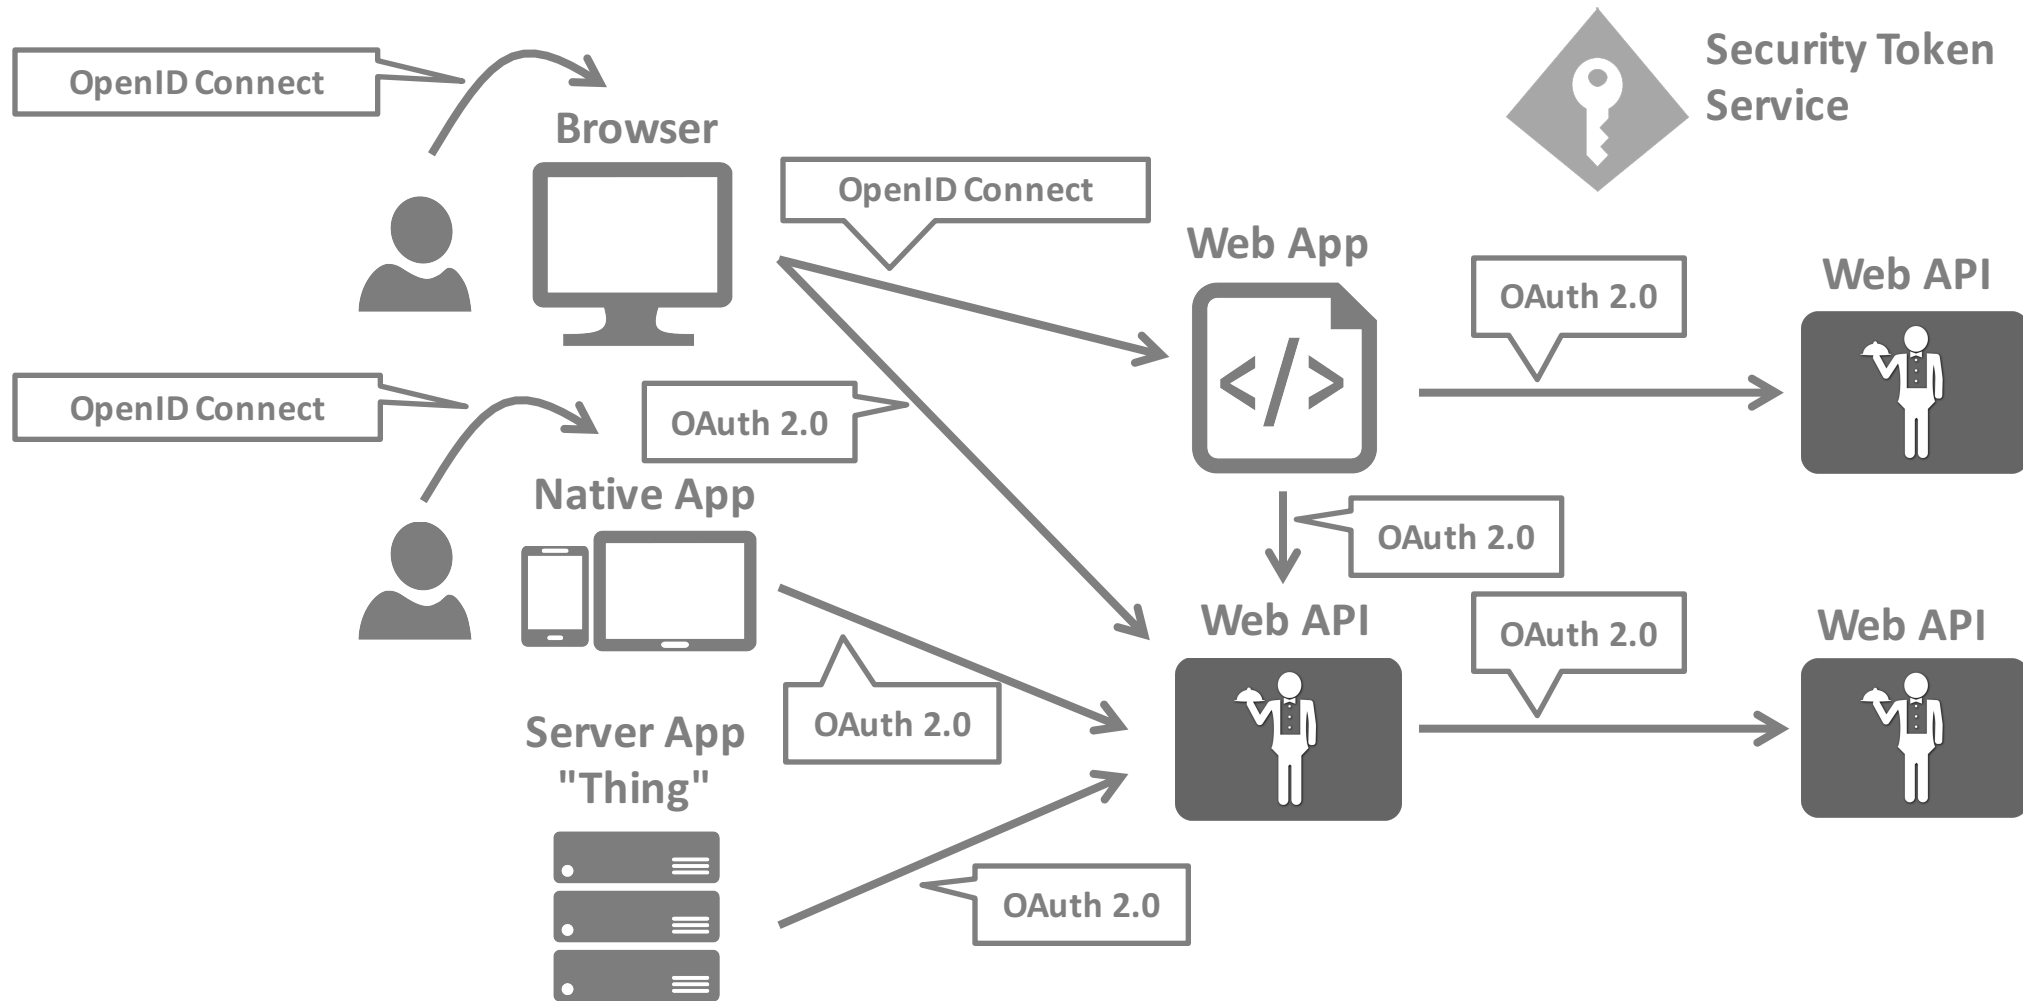 OpenID Connect
Browser
Security Token
Service
OpenID Connect
Web App
OAuth 2.0
Web API
OpenID Connect
OAuth 2.0
</>
Native App
OAuth 2.0
Web API
OAuth 2.0
Web API
OAuth 2.0
Server App
"Thing"
OAuth 2.0